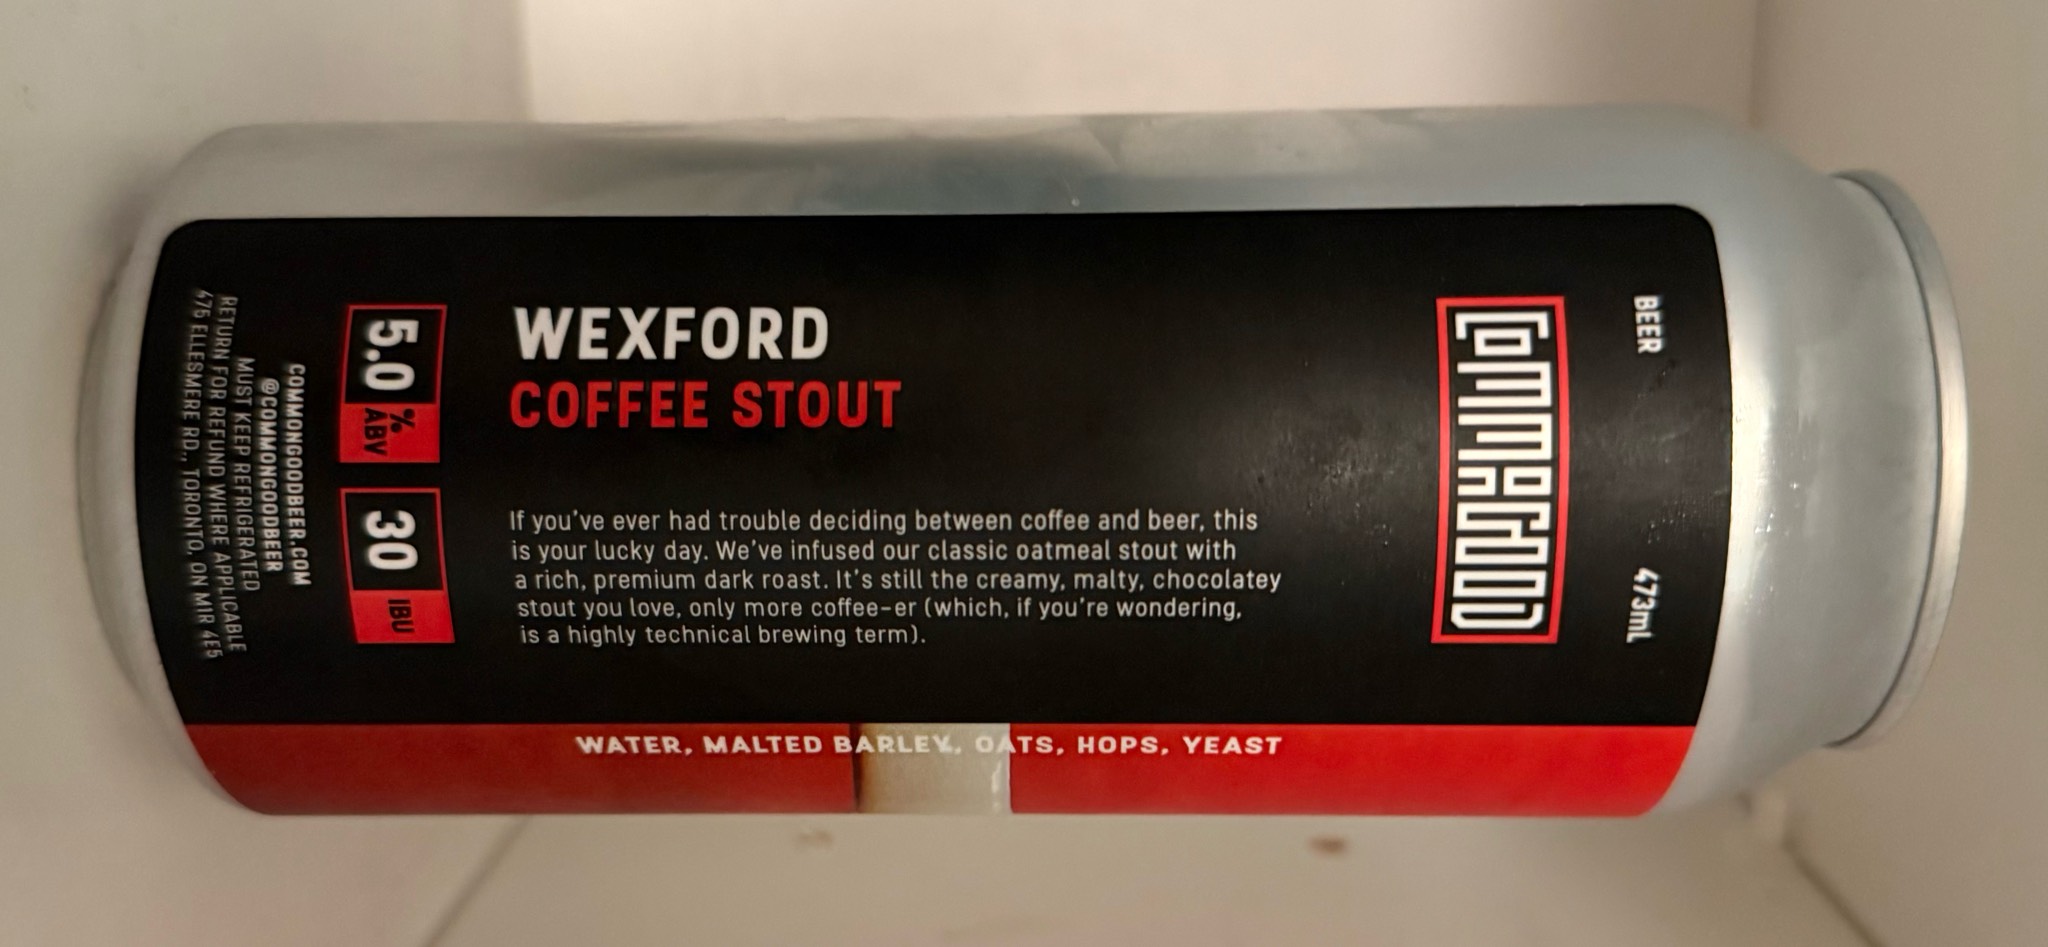 BEER 473mL
COMMON GOOD
WEXFORD
COFFEE STOUT
If you've ever had trouble deciding between coffee and beer, this
is your lucky day. We've infused our classic oatmeal stout with
a rich, premium dark roast. It's still the creamy, malty, chocolatey
stout you love, only more coffee-er (which, if you're wondering,
is a highly technical brewing term).
5.0 % ABV 30 IBU
COMMONGOODBEER.COM
@COMMONGOODBEER
MUST KEEP REFRIGERATED
RETURN FOR REFUND WHERE APPLICABLE
475 ELLESMERE RD., TORONTO, ON M1R 4E5
WATER, MALTED BARLEY, OATS, HOPS, YEAST